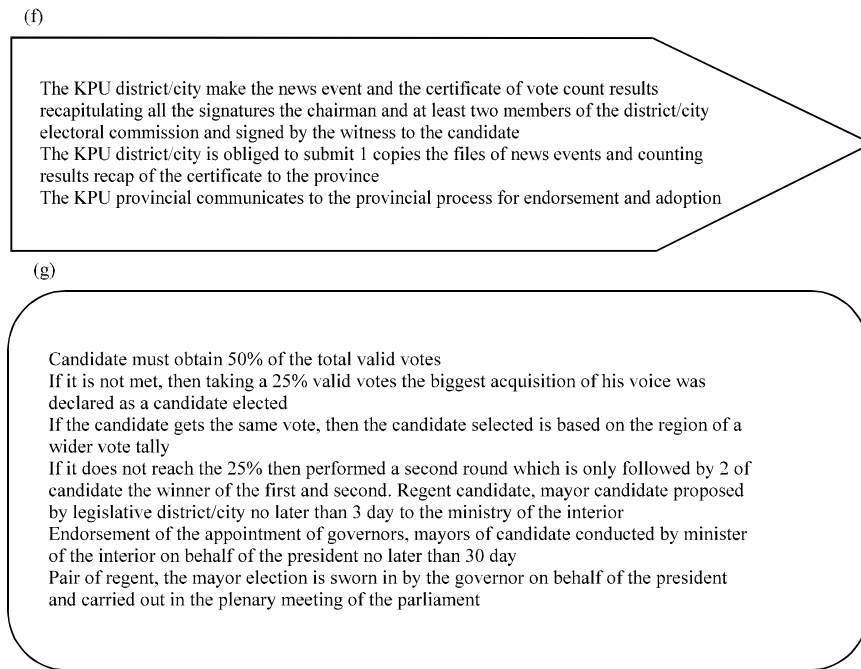 (f)
The KPU district/city make the news event and the certificate of vote count results
recapitulating all the signatures the chairman and at least two members of the district/city
electoral commission and signed by the witness to the candidate
The KPU district/city is obliged to submit 1 copies the files of news events and counting
results recap of the certificate to the province
The KPU provincial communicates to the provincial process for endorsement and adoption
(g)
Candidate must obtain 50% of the total valid votes
If it is not met, then taking a 25% valid votes the biggest acquisition of his voice was
declared as a candidate elected
If the candidate gets the same vote, then the candidate selected is based on the region of a
wider vote tally
If it does not reach the 25% then performed a second round which is only followed by 2 of
candidate the winner of the first and second. Regent candidate, mayor candidate proposed
by legislative district/city no later than 3 day to the ministry of the interior
Endorsement of the appointment of governors, mayors of candidate conducted by minister
of the interior on behalf of the president no later than 30 day
Pair of regent, the mayor election is sworn in by the governor on behalf of the president
and carried out in the plenary meeting of the parliament